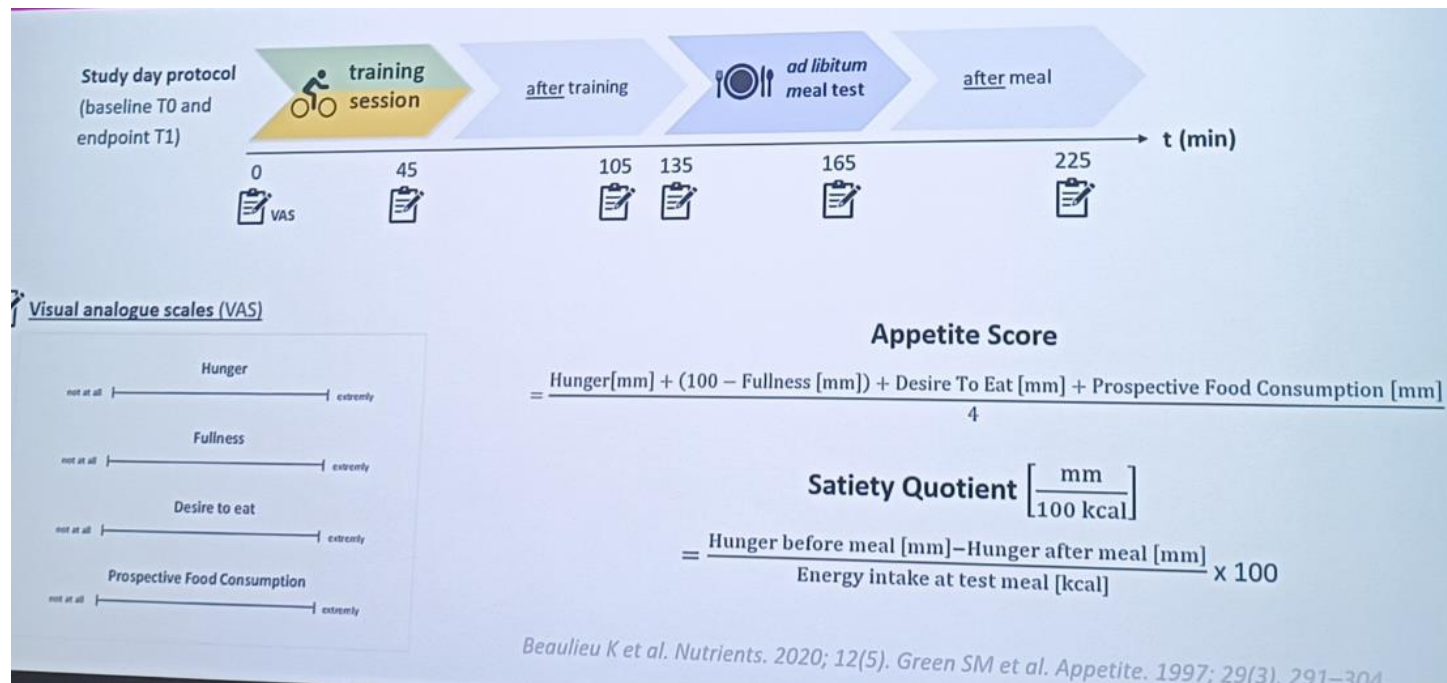 Study day protocol
(baseline T0 and
endpoint T1)
training
session
after training
ad libitum
meal test
after meal
t (min)
0
45
105
135
165
225
VAS
Visual analogue scales (VAS)
Hunger
not at all
extremly
Fullness
not at all
extremly
Desire to eat
not at all
extremly
Prospective Food Consumption
not at all
extremly
Appetite Score
= Hunger[mm] + (100 – Fullness [mm]) + Desire To Eat [mm] + Prospective Food Consumption [mm]
4
Satiety Quotient [mm
100 kcal]
= Hunger before meal [mm]–Hunger after meal [mm]
Energy intake at test meal [kcal]
x 100
Beaulieu K et al. Nutrients. 2020; 12(5). Green SM et al. Appetite. 1997; 29(3). 291–304